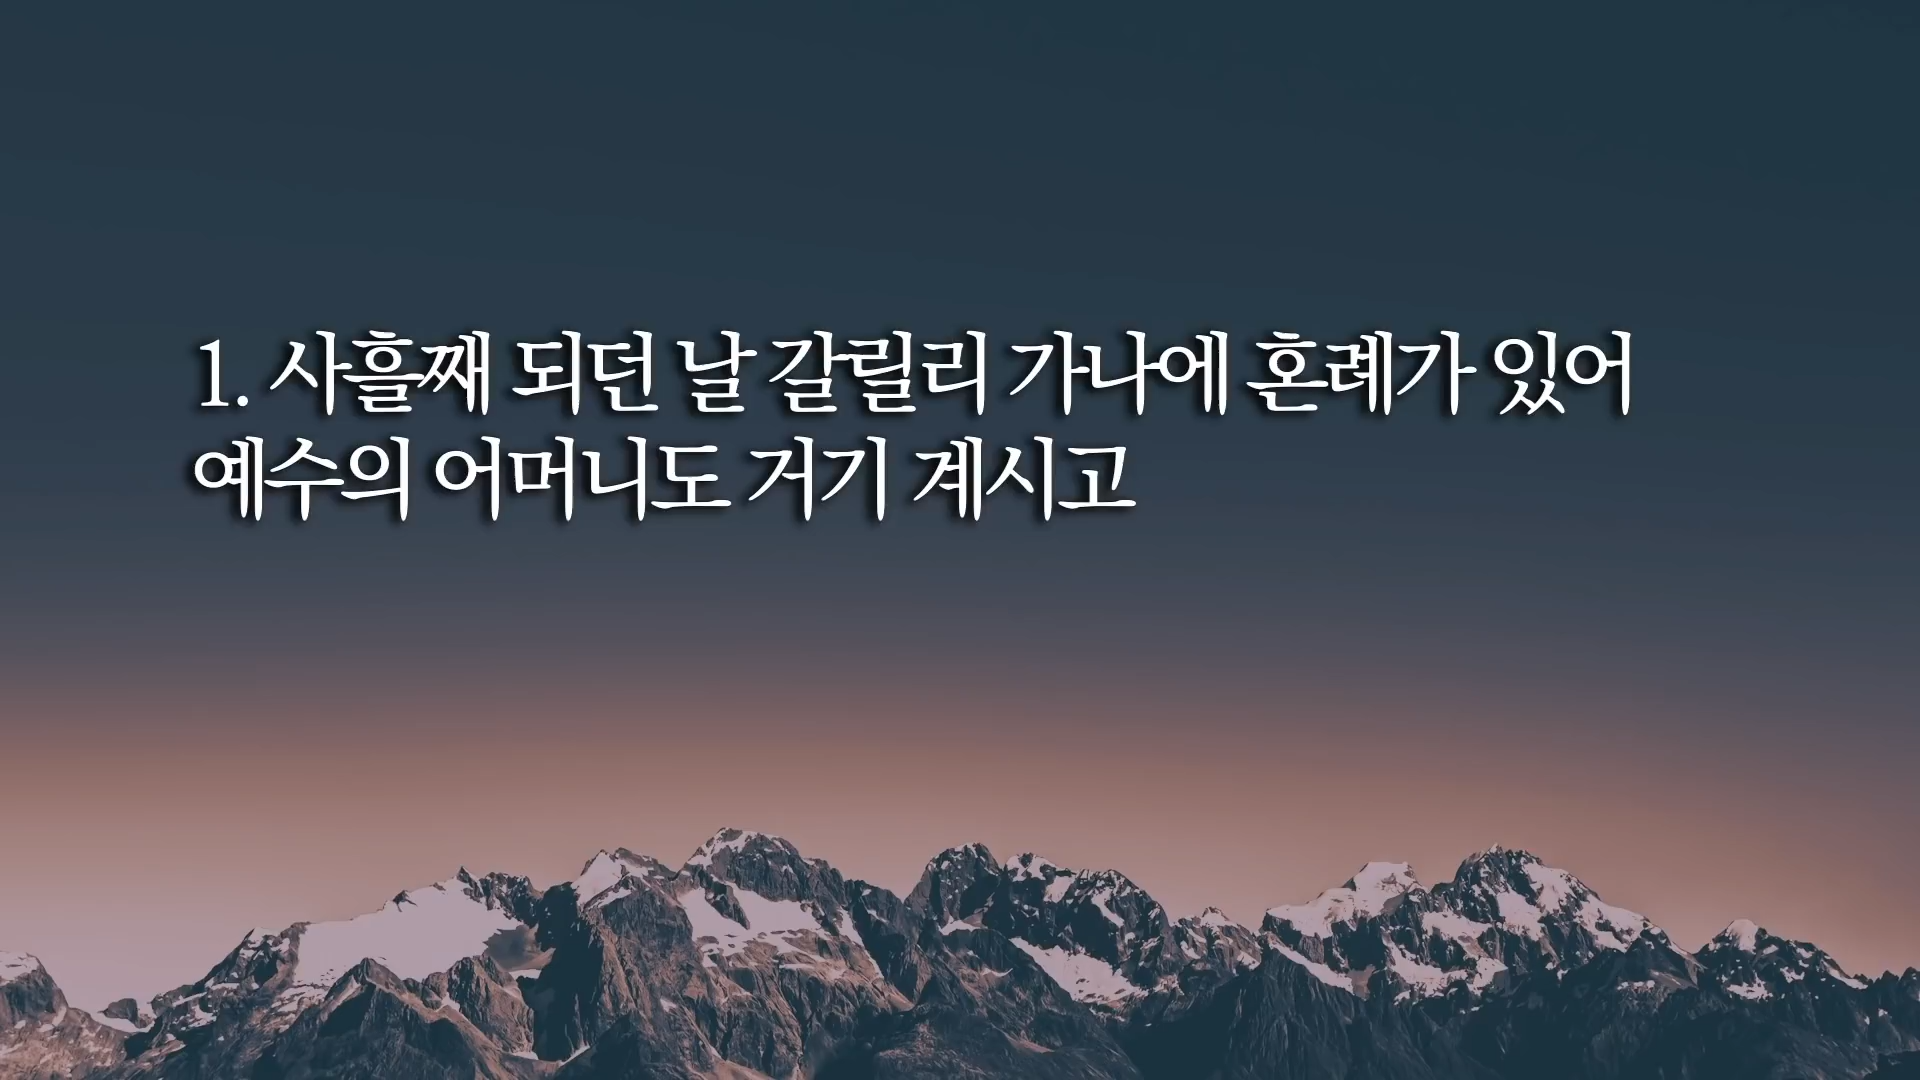 1. 사흘째 되던 날 갈릴리 가나에 혼례가 있어
예수의 어머니도 거기 계시고